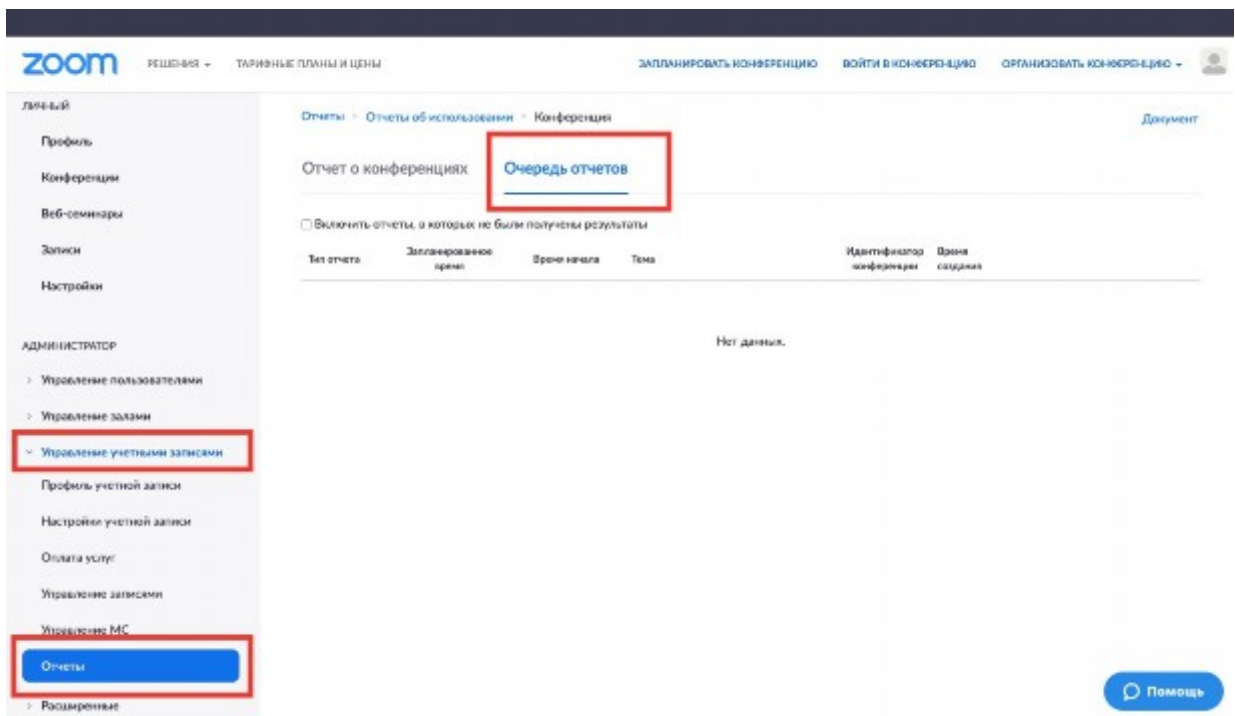 zoom РЕШЕНИЯ ТАРИФНЫЕ ПЛАНЫ И ЦЕНЫ ЗАПЛАНИРОВАТЬ КОНФЕРЕНЦИЮ ВОЙТИ В КОНФЕРЕНЦИЮ ОРГАНИЗОВАТЬ КОНФЕРЕНЦИЮ
ЛИЧНЫЙ
Профиль
Конференции
Веб-семинары
Записи
Настройки
АДМИНИСТРАТОР
Управление пользователями
Управление залами
Управление учетными записями
Профиль учетной записи
Настройки учетной записи
Оплата услуг
Управление записями
Управление МС
Отчеты
Расширенные
Отчеты Отчеты об использовании Конференция Документ
Отчет о конференциях Очередь отчетов
Включить отчеты, о которых не были получены результаты
Тип отчета Запланированное время Время начала Тема Идентификатор конференции Время создания
Нет данных.
Помощь